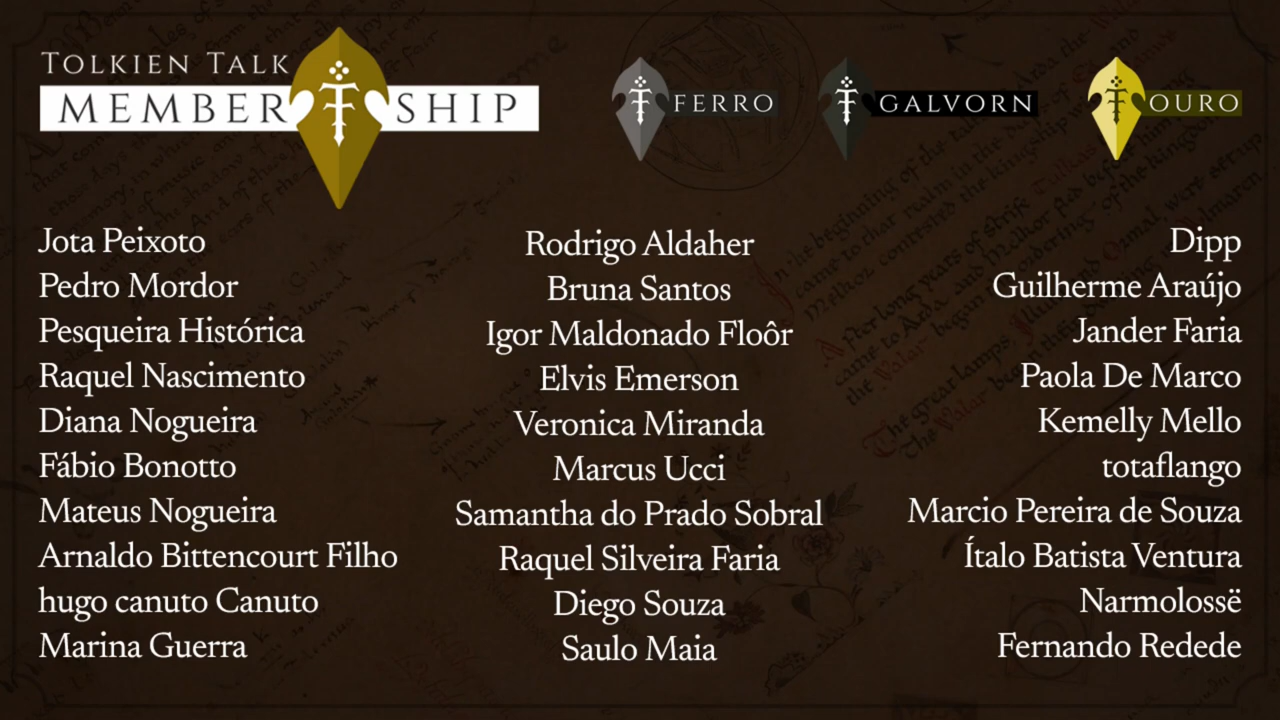 TOLKIEN TALK
MEMBERSHIP
FERRO
GALVORN
OURO
Jota Peixoto
Pedro Mordor
Pesqueira Histórica
Raquel Nascimento
Diana Nogueira
Fábio Bonotto
Mateus Nogueira
Arnaldo Bittencourt Filho
hugo canuto Canuto
Marina Guerra
Rodrigo Aldaher
Bruna Santos
Igor Maldonado Floôr
Elvis Emerson
Veronica Miranda
Marcus Ucci
Samantha do Prado Sobral
Raquel Silveira Faria
Diego Souza
Saulo Maia
Dipp
Guilherme Araújo
Jander Faria
Paola De Marco
Kemelly Mello
totaflango
Marcio Pereira de Souza
Ítalo Batista Ventura
Narmolossë
Fernando Redede